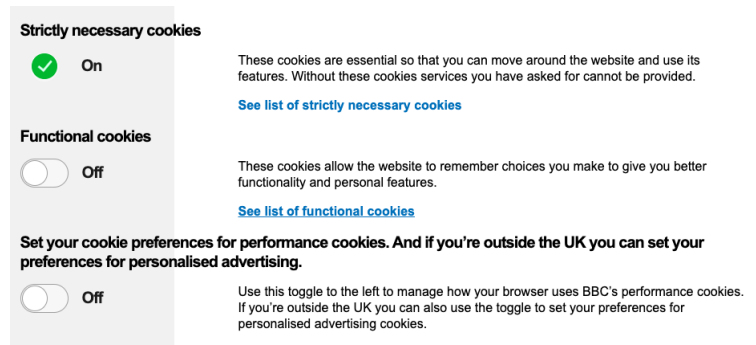 Strictly necessary cookies
On
These cookies are essential so that you can move around the website and use its
features. Without these cookies services you have asked for cannot be provided.
See list of strictly necessary cookies
Functional cookies
Off
These cookies allow the website to remember choices you make to give you better
functionality and personal features.
See list of functional cookies
Set your cookie preferences for performance cookies. And if you’re outside the UK you can set your
preferences for personalised advertising.
Off
Use this toggle to the left to manage how your browser uses BBC’s performance cookies.
If you’re outside the UK you can also use the toggle to set your preferences for
personalised advertising cookies.